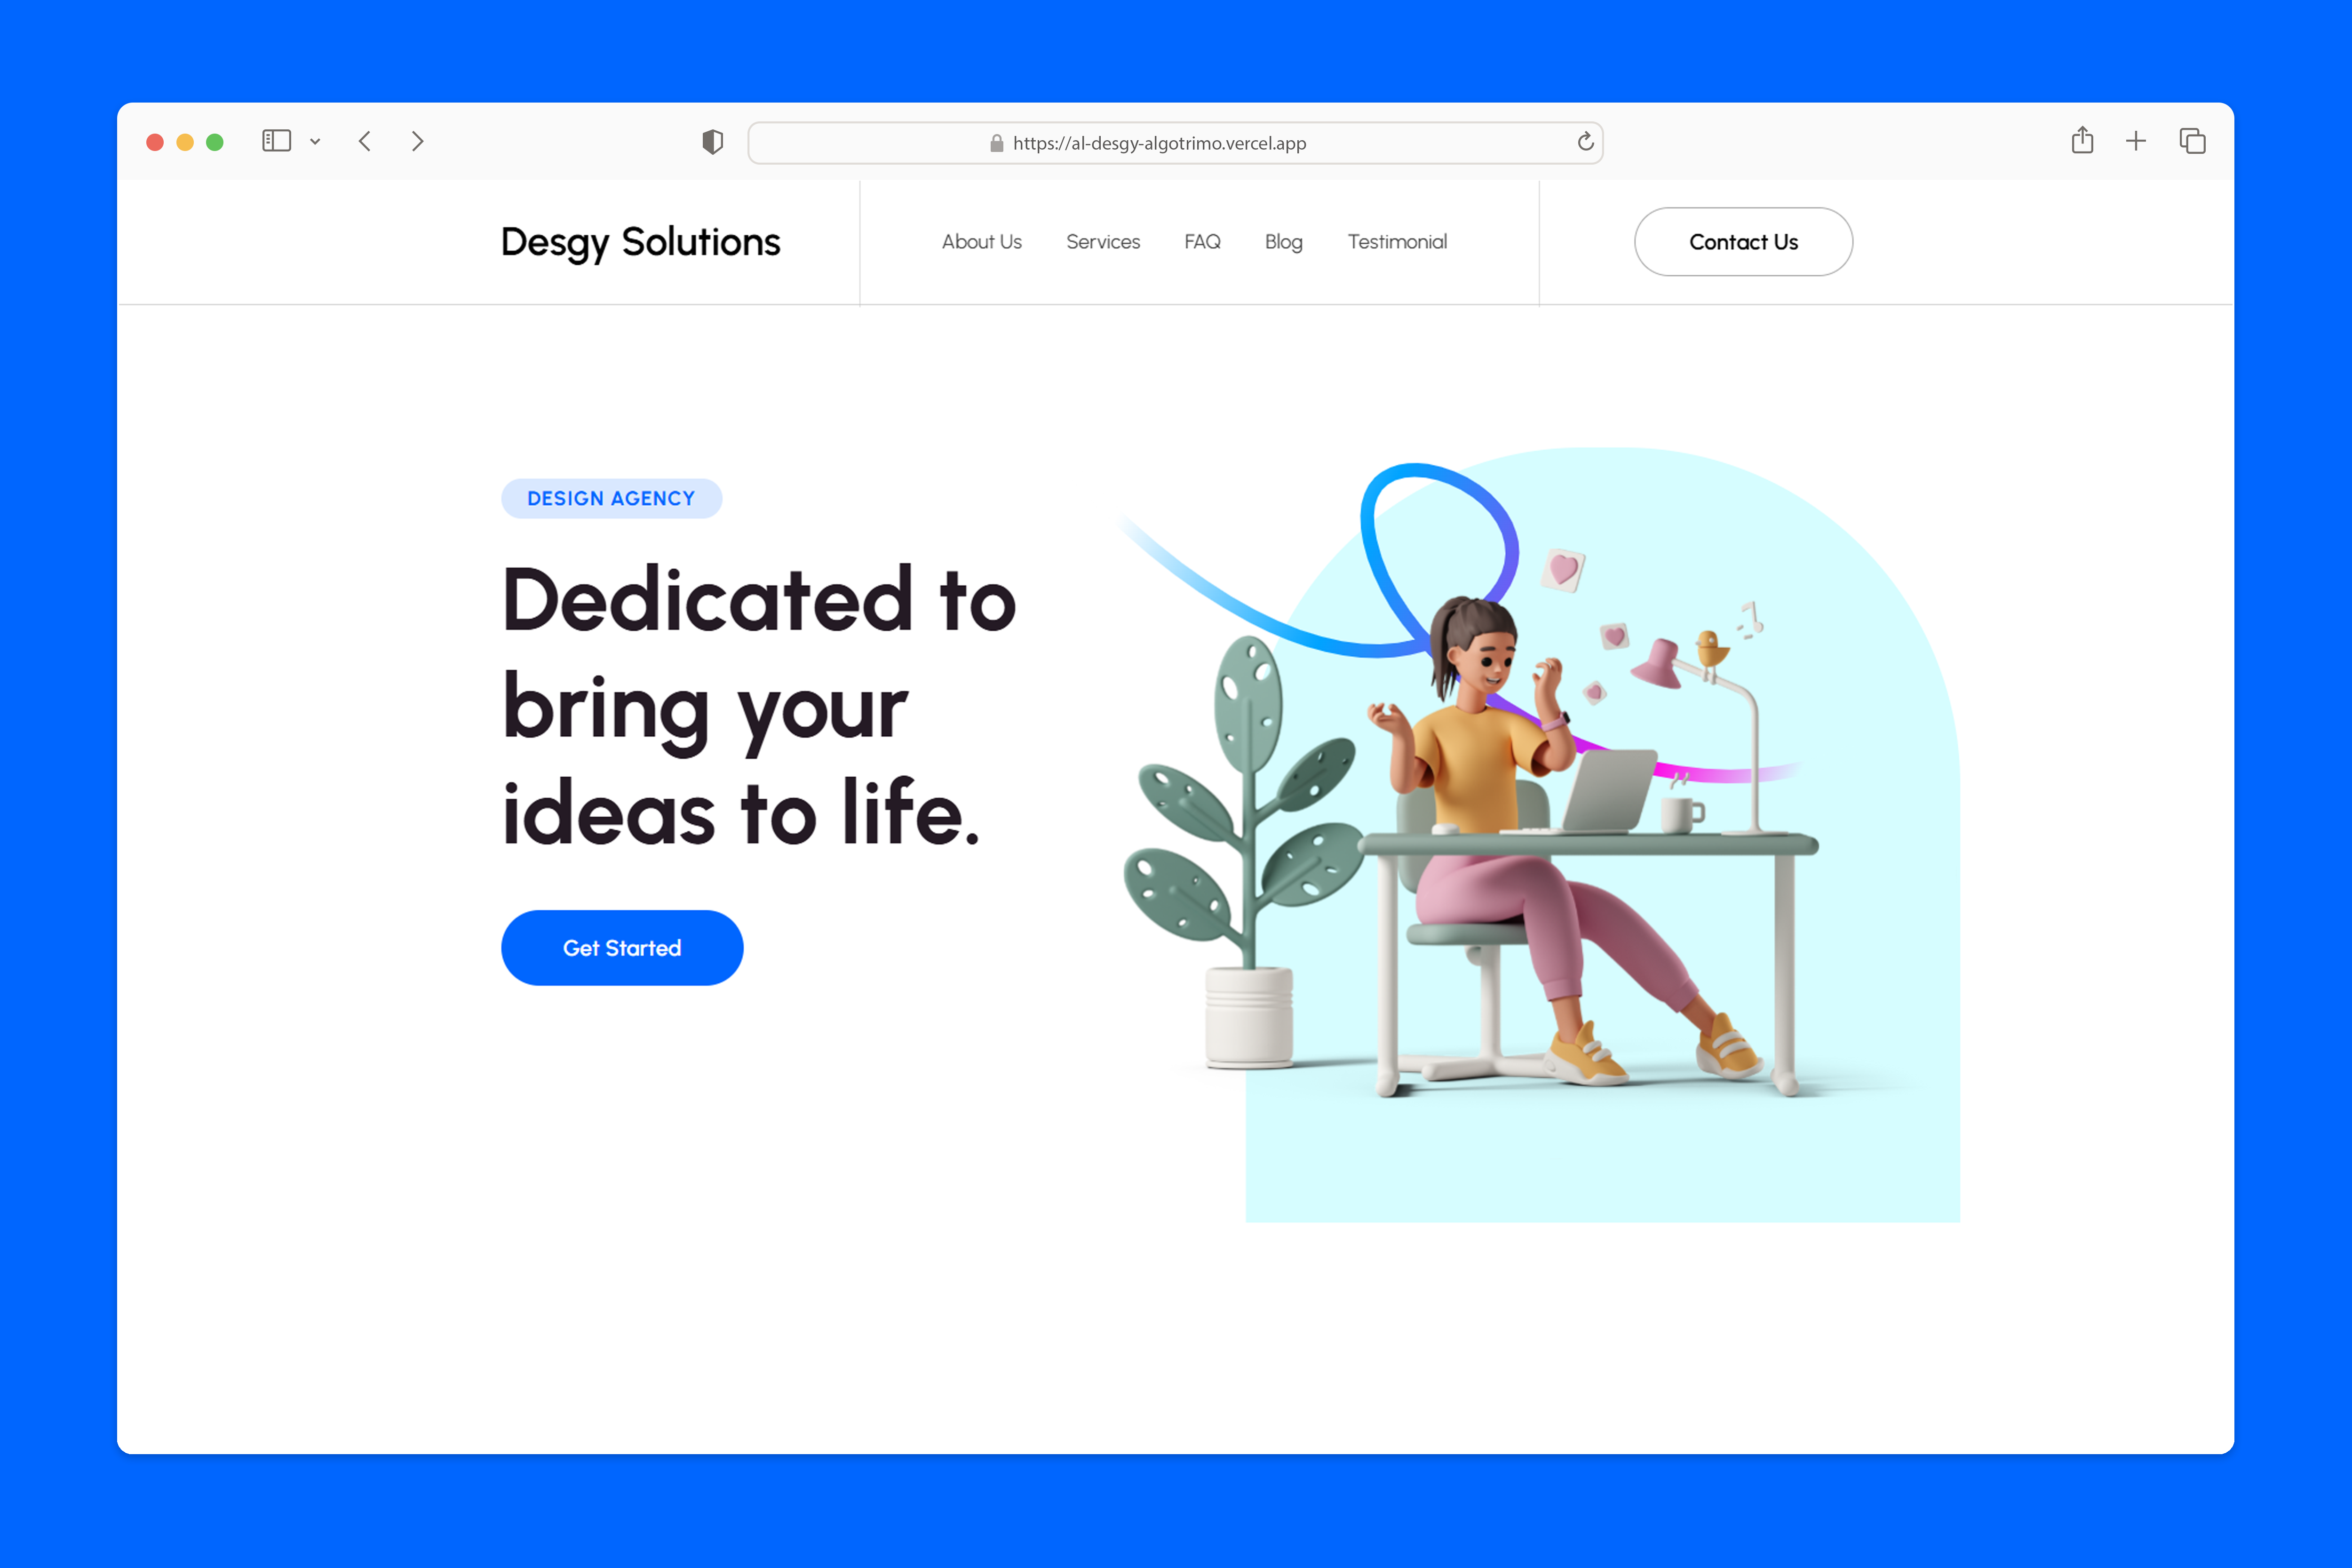 https://al-desgy-algotrimo.vercel.app
Desgy Solutions
About Us Services FAQ Blog Testimonial
Contact Us
DESIGN AGENCY
Dedicated to
bring your
ideas to life.
Get Started